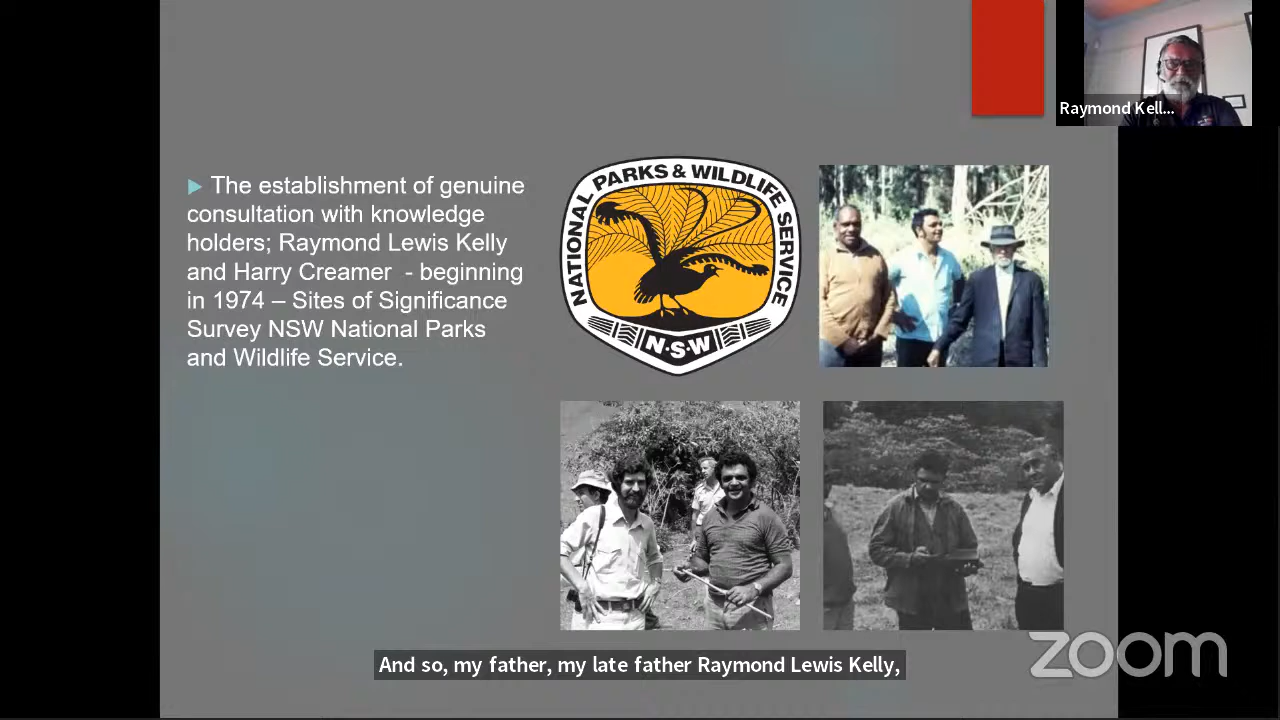 Raymond Kell...
The establishment of genuine
consultation with knowledge
holders; Raymond Lewis Kelly
and Harry Creamer - beginning
in 1974 – Sites of Significance
Survey NSW National Parks
and Wildlife Service.
NATIONAL PARKS & WILDLIFE SERVICE
N·S·W
And so, my father, my late father Raymond Lewis Kelly,
zoom